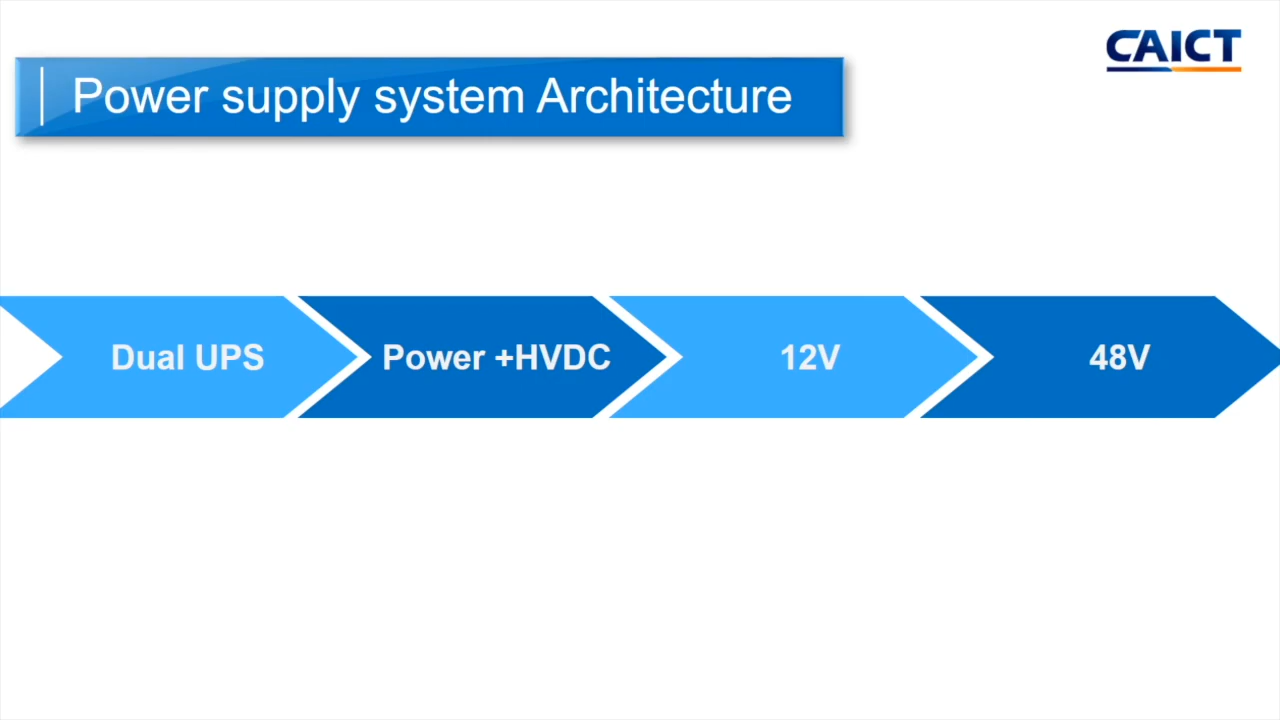 CAICT
Power supply system Architecture
Dual UPS
Power +HVDC
12V
48V